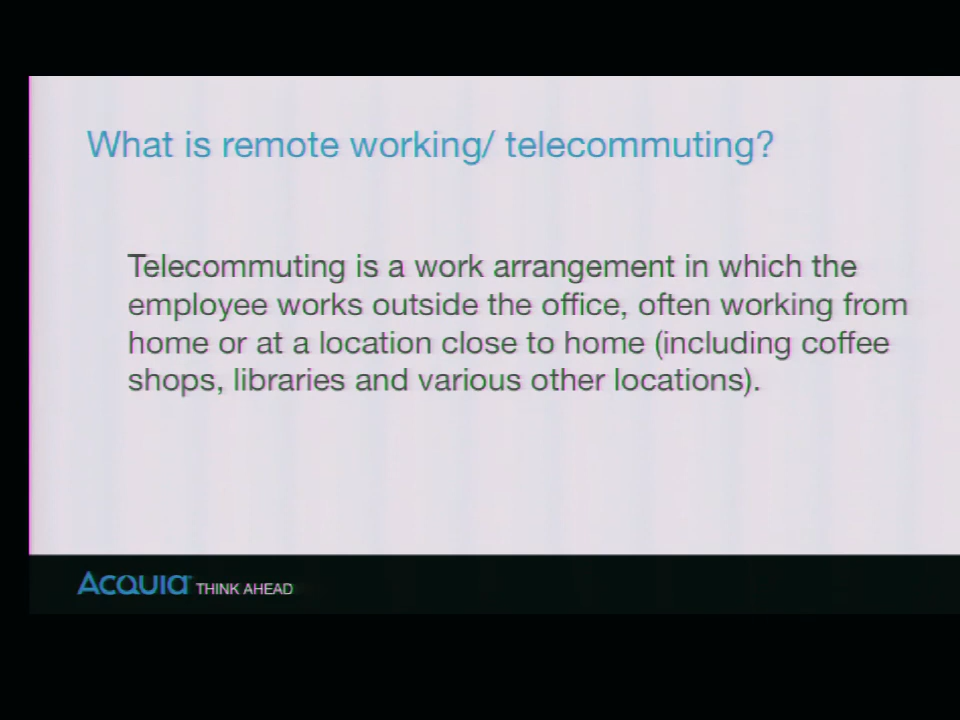 What is remote working/ telecommuting?
Telecommuting is a work arrangement in which the
employee works outside the office, often working from
home or at a location close to home (including coffee
shops, libraries and various other locations).
Acquia THINK AHEAD